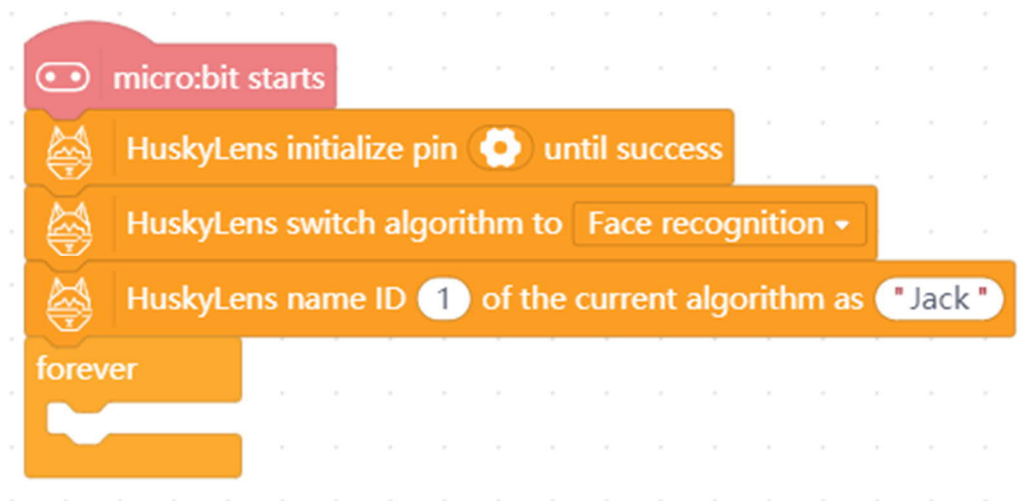 micro:bit starts
HuskyLens initialize pin until success
HuskyLens switch algorithm to Face recognition
HuskyLens name ID 1 of the current algorithm as "Jack"
forever